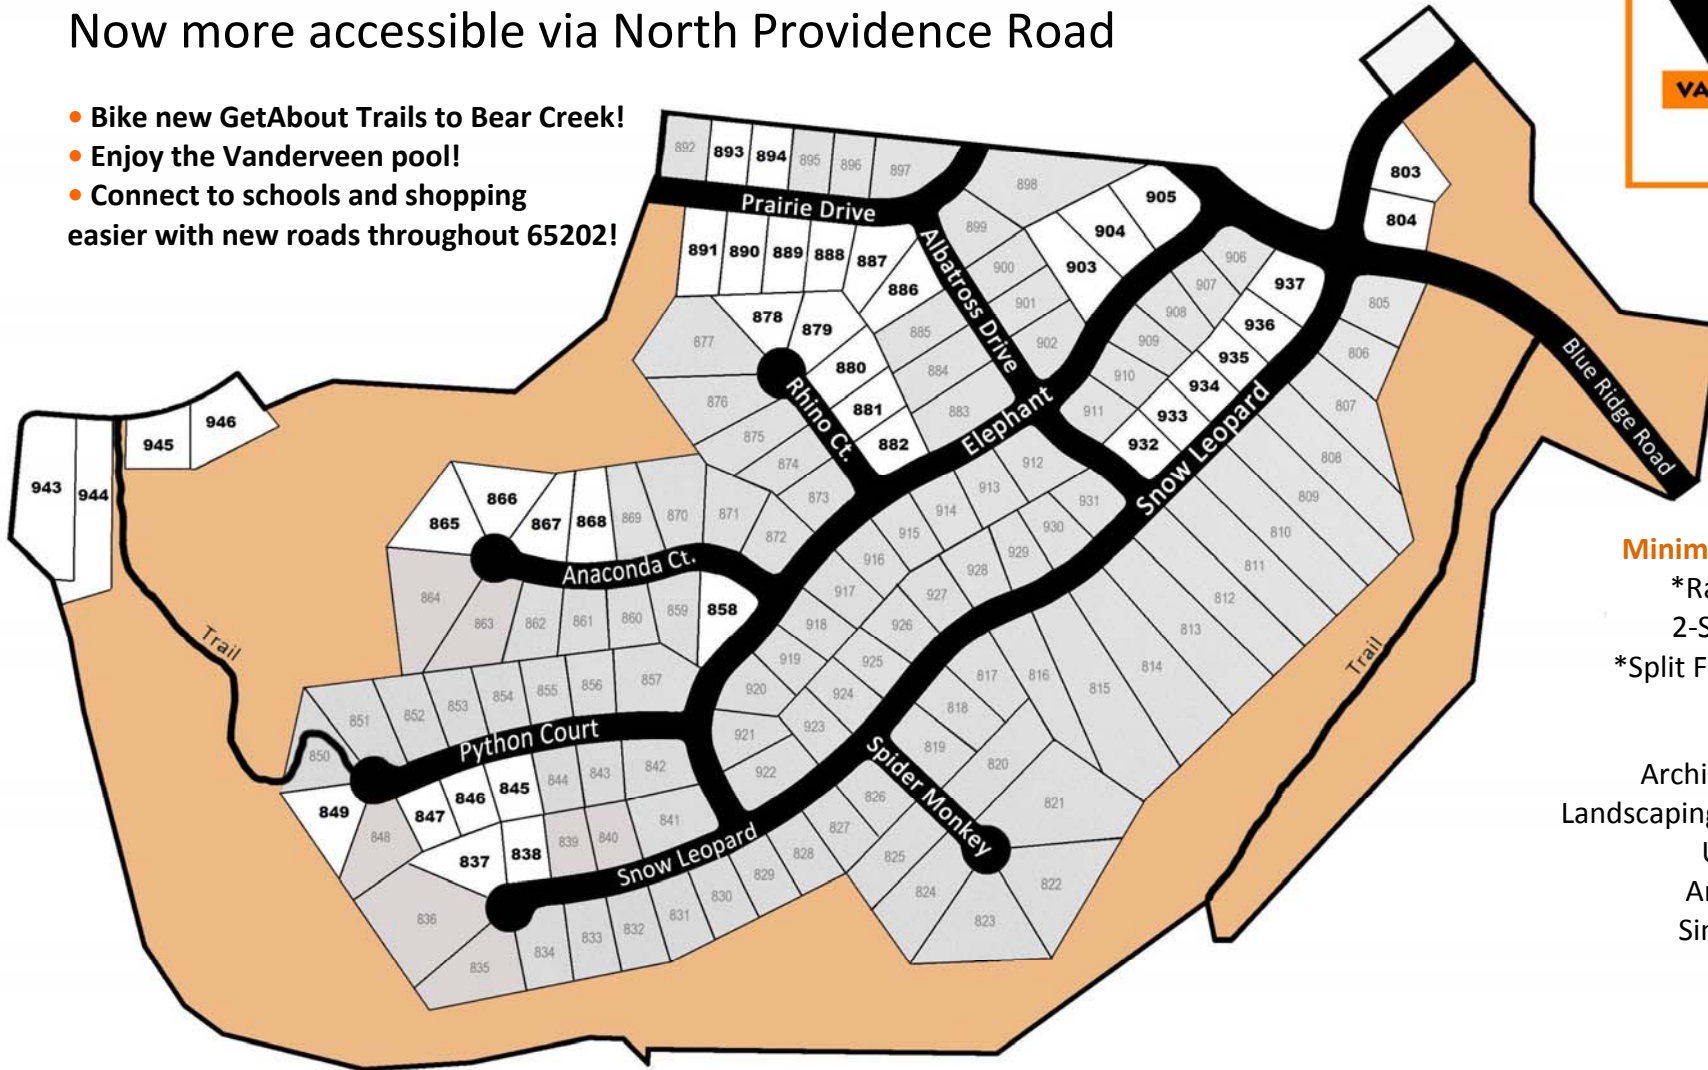 Now more accessible via North Providence Road
• Bike new GetAbout Trails to Bear Creek!
• Enjoy the Vanderveen pool!
• Connect to schools and shopping
easier with new roads throughout 65202!
VA
892 893 894 895 896 897
898
905
803
804
Prairie Drive
899
904
891 890 889 888 887
886
Albatross Drive
900
903
906
907
937
805
878 879
901
908
936
806
877
885
902
909
935
Blue Ridge Road
880
884
910
934
807
876
Rhino Ct.
881
883
911
933
875
882
Elephant
932
Snow Leopard
808
874
912
946
945
943
944
866
865
867 868 869 870 871
873
913
914
931
809
872
915
930
810
916
929
Anaconda Ct.
928
811
864
917
927
812
863 862 861 860 859 858
918
926
813
Trail
919
925
817 816
814
Trail
851 852 853 854 855 856 857
920
924
818
815
850
Python Court
921
923
819
820
849
847 846 845 844 843 842
922
Spider Monkey
821
848
841
826
837 838 839 840
827
Snow Leopard
828
825
836
829
824
822
835
834 833 832 831 830
823
Minim
*Ra
2-S
*Split F
Archi
Landscaping
U
Ar
Sin